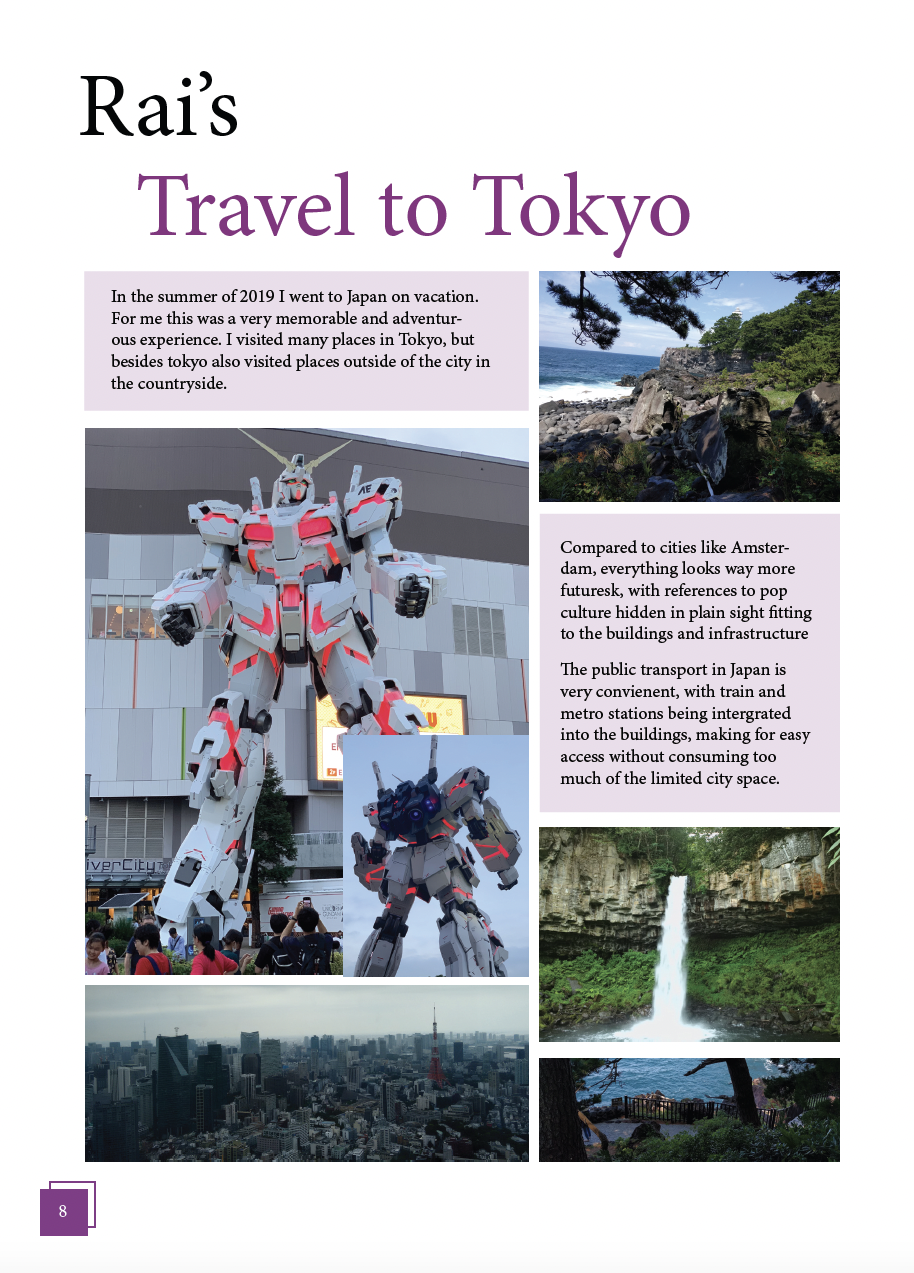 Rai’s
Travel to Tokyo
In the summer of 2019 I went to Japan on vacation.
For me this was a very memorable and adventur-
ous experience. I visited many places in Tokyo, but
besides tokyo also visited places outside of the city in
the countryside.
Compared to cities like Amster-
dam, everything looks way more
futuresk, with references to pop
culture hidden in plain sight fitting
to the buildings and infrastructure
The public transport in Japan is
very convienent, with train and
metro stations being intergrated
into the buildings, making for easy
access without consuming too
much of the limited city space.
iverCity
8